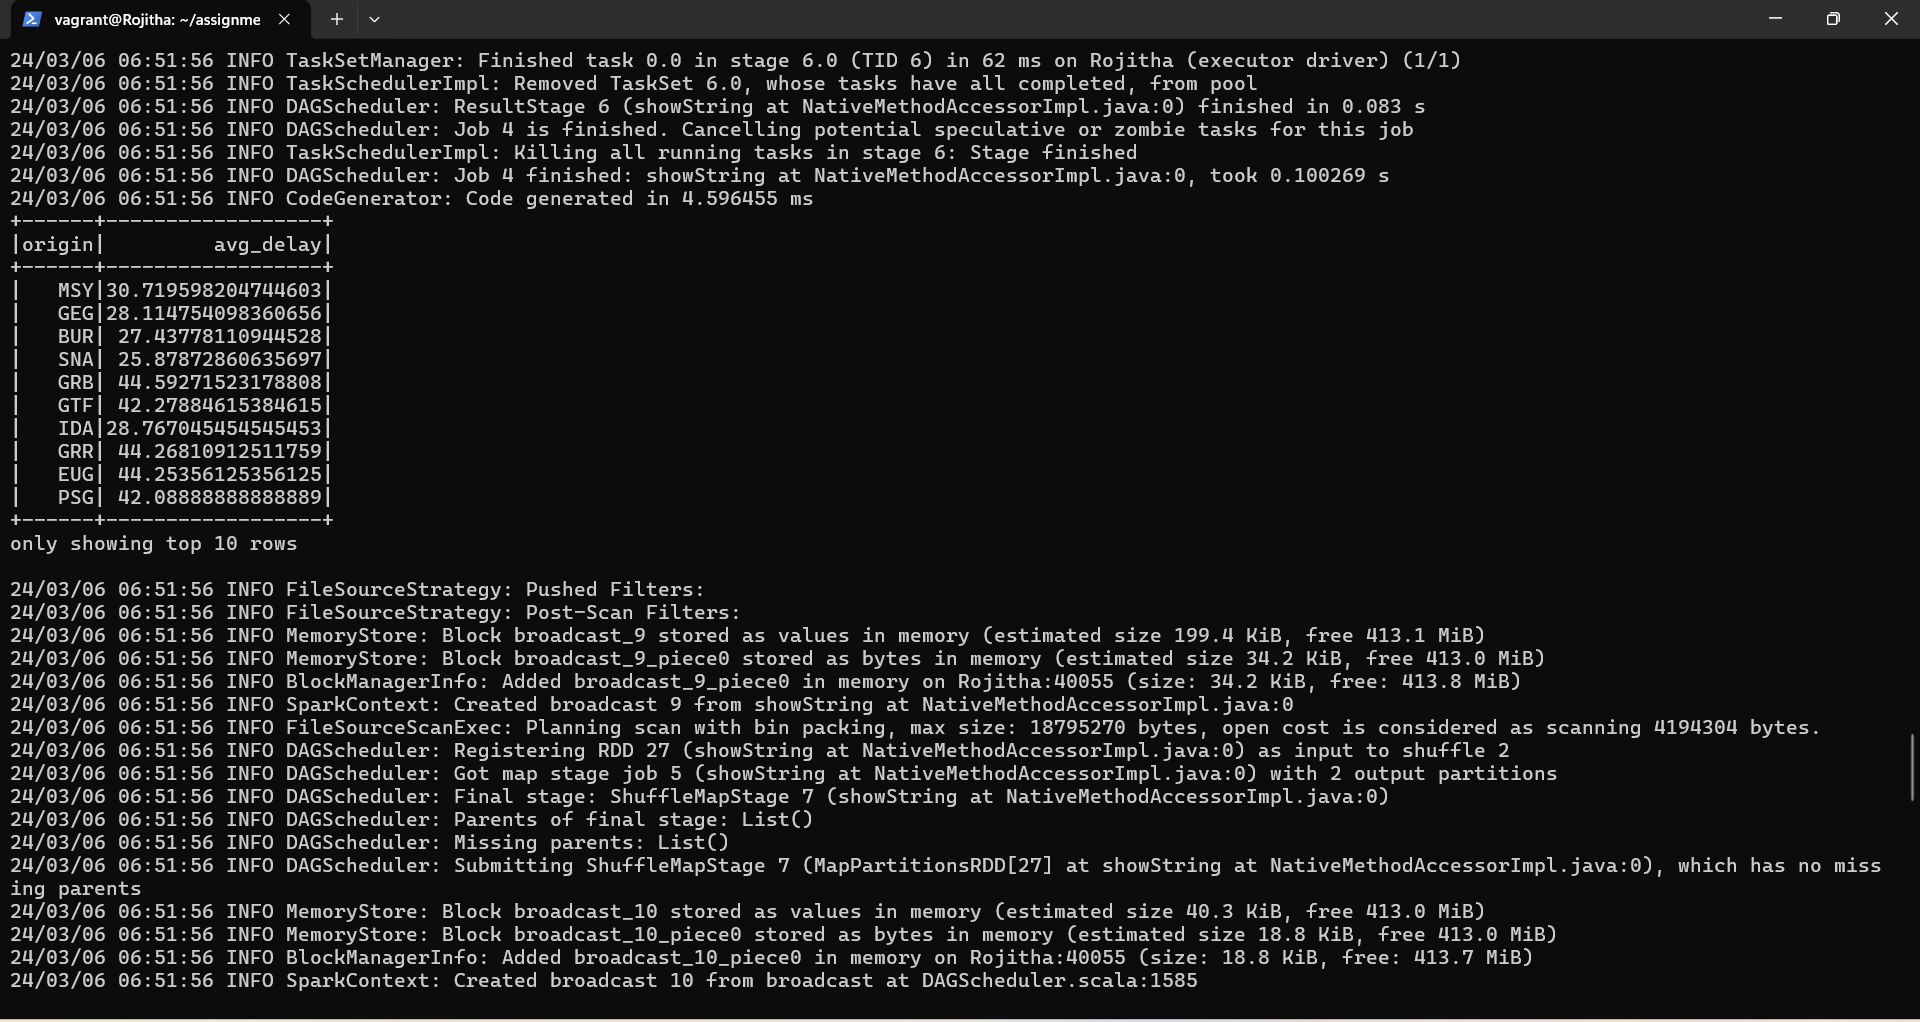 vagrant@Rojitha: ~/assignme
24/03/06 06:51:56 INFO TaskSetManager: Finished task 0.0 in stage 6.0 (TID 6) in 62 ms on Rojitha (executor driver) (1/1)
24/03/06 06:51:56 INFO TaskSchedulerImpl: Removed TaskSet 6.0, whose tasks have all completed, from pool
24/03/06 06:51:56 INFO DAGScheduler: ResultStage 6 (showString at NativeMethodAccessorImpl.java:0) finished in 0.083 s
24/03/06 06:51:56 INFO DAGScheduler: Job 4 is finished. Cancelling potential speculative or zombie tasks for this job
24/03/06 06:51:56 INFO TaskSchedulerImpl: Killing all running tasks in stage 6: Stage finished
24/03/06 06:51:56 INFO DAGScheduler: Job 4 finished: showString at NativeMethodAccessorImpl.java:0, took 0.100269 s
24/03/06 06:51:56 INFO CodeGenerator: Code generated in 4.596455 ms
+------+------------------+
|origin|         avg_delay|
+------+------------------+
|   MSY|30.719598204744603|
|   GEG|28.114754098360656|
|   BUR| 27.43778110944528|
|   SNA| 25.87872860635697|
|   GRB| 44.59271523178808|
|   GTF| 42.27884615384615|
|   IDA|28.767045454545453|
|   GRR| 44.26810912511759|
|   EUG| 44.25356125356125|
|   PSG| 42.08888888888889|
+------+------------------+
only showing top 10 rows
24/03/06 06:51:56 INFO FileSourceStrategy: Pushed Filters:
24/03/06 06:51:56 INFO FileSourceStrategy: Post-Scan Filters:
24/03/06 06:51:56 INFO MemoryStore: Block broadcast_9 stored as values in memory (estimated size 199.4 KiB, free 413.1 MiB)
24/03/06 06:51:56 INFO MemoryStore: Block broadcast_9_piece0 stored as bytes in memory (estimated size 34.2 KiB, free 413.0 MiB)
24/03/06 06:51:56 INFO BlockManagerInfo: Added broadcast_9_piece0 in memory on Rojitha:40055 (size: 34.2 KiB, free: 413.8 MiB)
24/03/06 06:51:56 INFO SparkContext: Created broadcast 9 from showString at NativeMethodAccessorImpl.java:0
24/03/06 06:51:56 INFO FileSourceScanExec: Planning scan with bin packing, max size: 18795270 bytes, open cost is considered as scanning 4194304 bytes.
24/03/06 06:51:56 INFO DAGScheduler: Registering RDD 27 (showString at NativeMethodAccessorImpl.java:0) as input to shuffle 2
24/03/06 06:51:56 INFO DAGScheduler: Got map stage job 5 (showString at NativeMethodAccessorImpl.java:0) with 2 output partitions
24/03/06 06:51:56 INFO DAGScheduler: Final stage: ShuffleMapStage 7 (showString at NativeMethodAccessorImpl.java:0)
24/03/06 06:51:56 INFO DAGScheduler: Parents of final stage: List()
24/03/06 06:51:56 INFO DAGScheduler: Missing parents: List()
24/03/06 06:51:56 INFO DAGScheduler: Submitting ShuffleMapStage 7 (MapPartitionsRDD[27] at showString at NativeMethodAccessorImpl.java:0), which has no miss
ing parents
24/03/06 06:51:56 INFO MemoryStore: Block broadcast_10 stored as values in memory (estimated size 40.3 KiB, free 413.0 MiB)
24/03/06 06:51:56 INFO MemoryStore: Block broadcast_10_piece0 stored as bytes in memory (estimated size 18.8 KiB, free 413.0 MiB)
24/03/06 06:51:56 INFO BlockManagerInfo: Added broadcast_10_piece0 in memory on Rojitha:40055 (size: 18.8 KiB, free: 413.7 MiB)
24/03/06 06:51:56 INFO SparkContext: Created broadcast 10 from broadcast at DAGScheduler.scala:1585